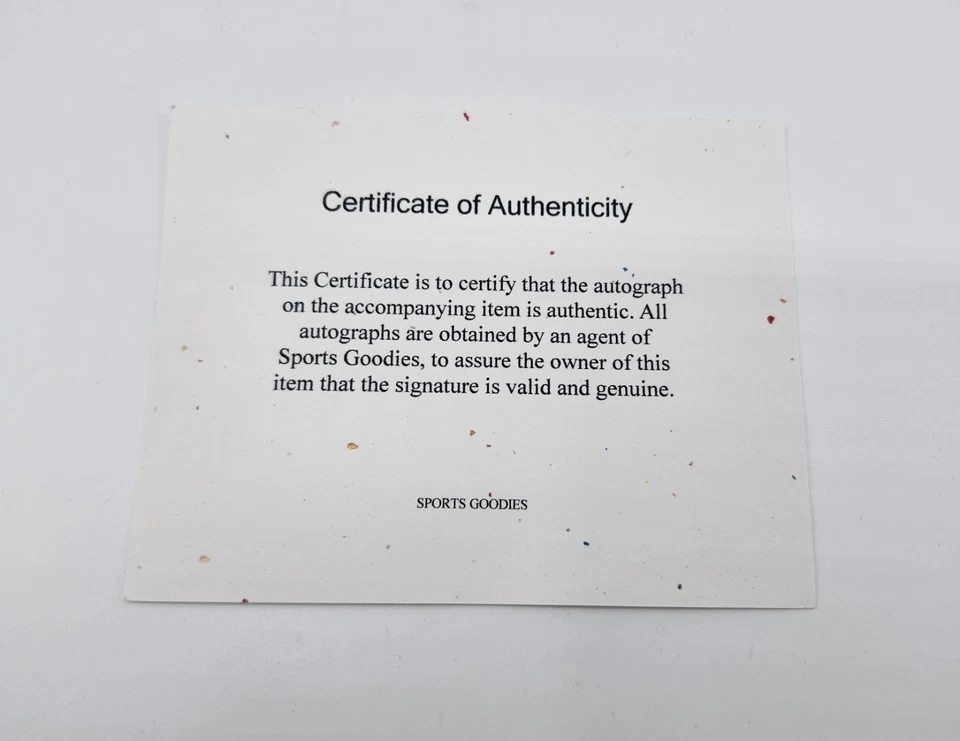 Certificate of Authenticity
This Certificate is to certify that the autograph
on the accompanying item is authentic. All
autographs are obtained by an agent of
Sports Goodies, to assure the owner of this
item that the signature is valid and genuine.
SPORTS GOODIES